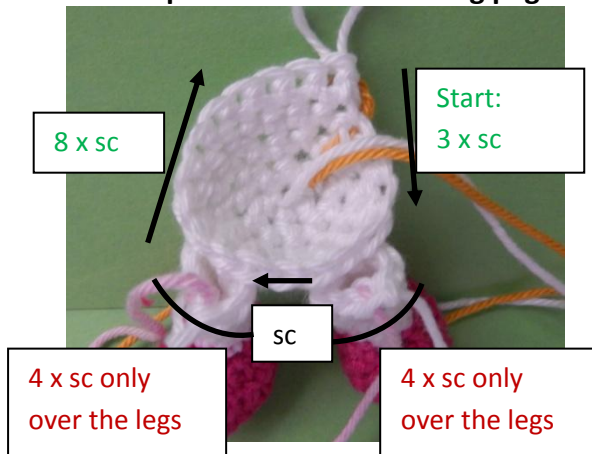 Start:
3 x sc
8 x sc
sc
4 x sc only
over the legs
4 x sc only
over the legs